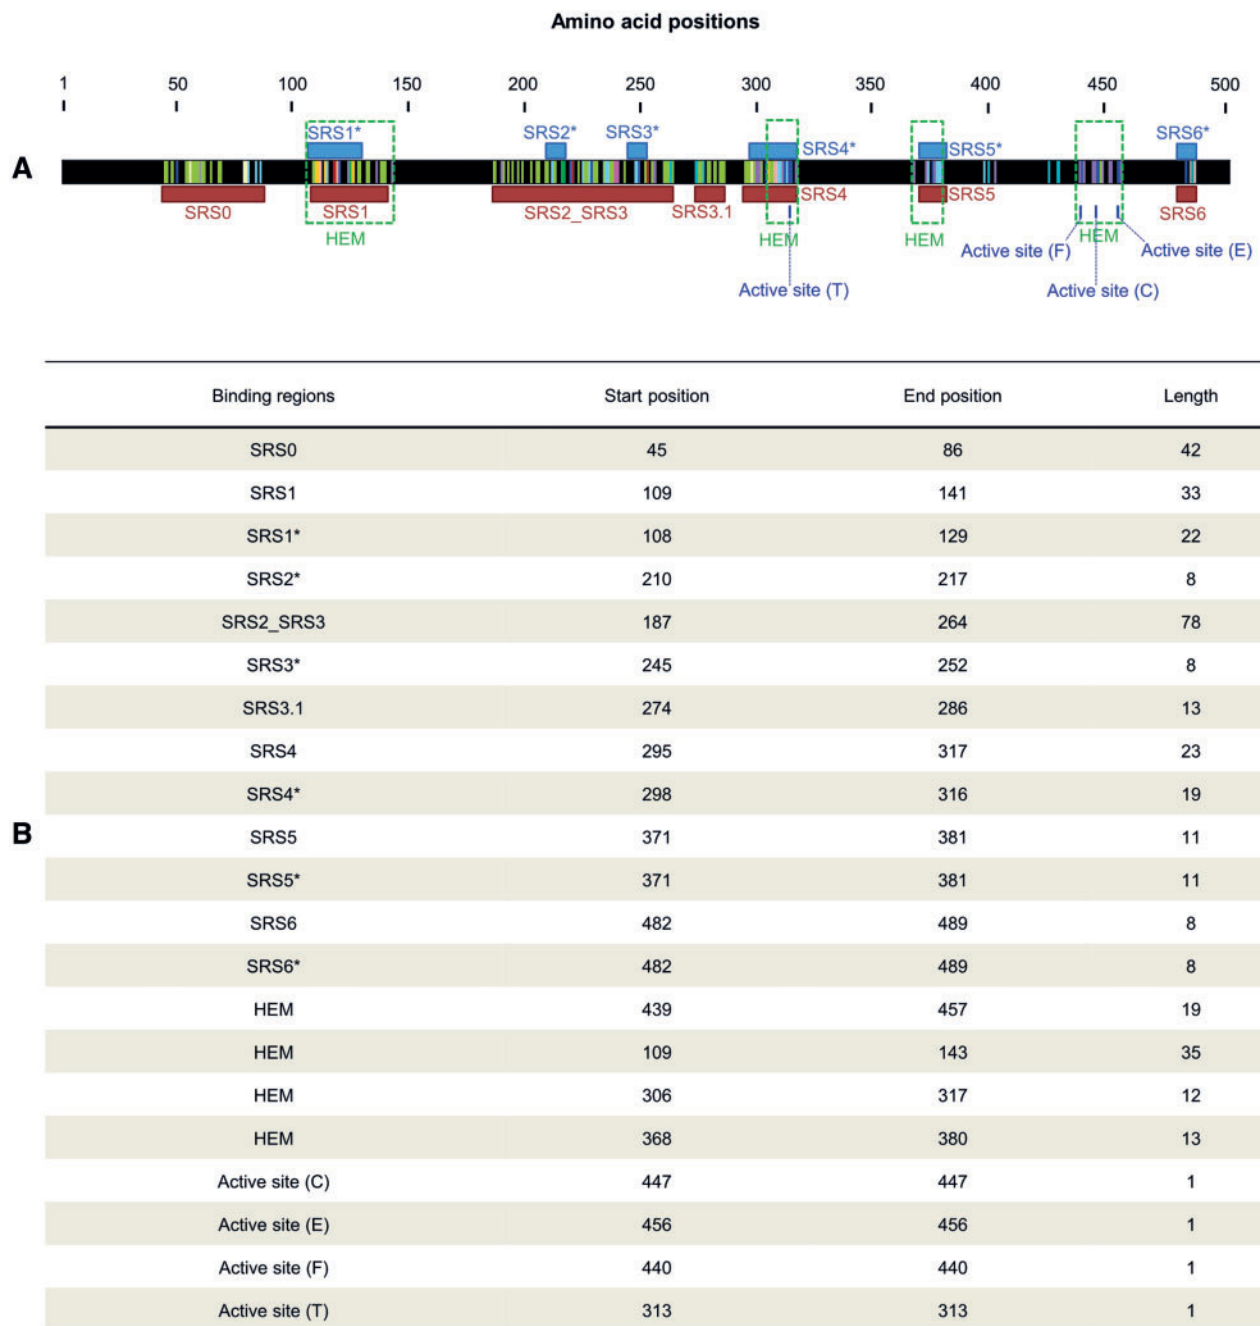 Amino acid positions
1 50 100 150 200 250 300 350 400 450 500
SRS1* SRS2* SRS3* SRS4* SRS5* SRS6*
A
SRS0 SRS1 SRS2_SRS3 SRS3.1 SRS4 SRS5 SRS6
HEM HEM HEM HEM
Active site (F) Active site (E)
Active site (T) Active site (C)
B
Binding regions Start position End position Length
SRS0 45 86 42
SRS1 109 141 33
SRS1* 108 129 22
SRS2* 210 217 8
SRS2_SRS3 187 264 78
SRS3* 245 252 8
SRS3.1 274 286 13
SRS4 295 317 23
SRS4* 298 316 19
SRS5 371 381 11
SRS5* 371 381 11
SRS6 482 489 8
SRS6* 482 489 8
HEM 439 457 19
HEM 109 143 35
HEM 306 317 12
HEM 368 380 13
Active site (C) 447 447 1
Active site (E) 456 456 1
Active site (F) 440 440 1
Active site (T) 313 313 1